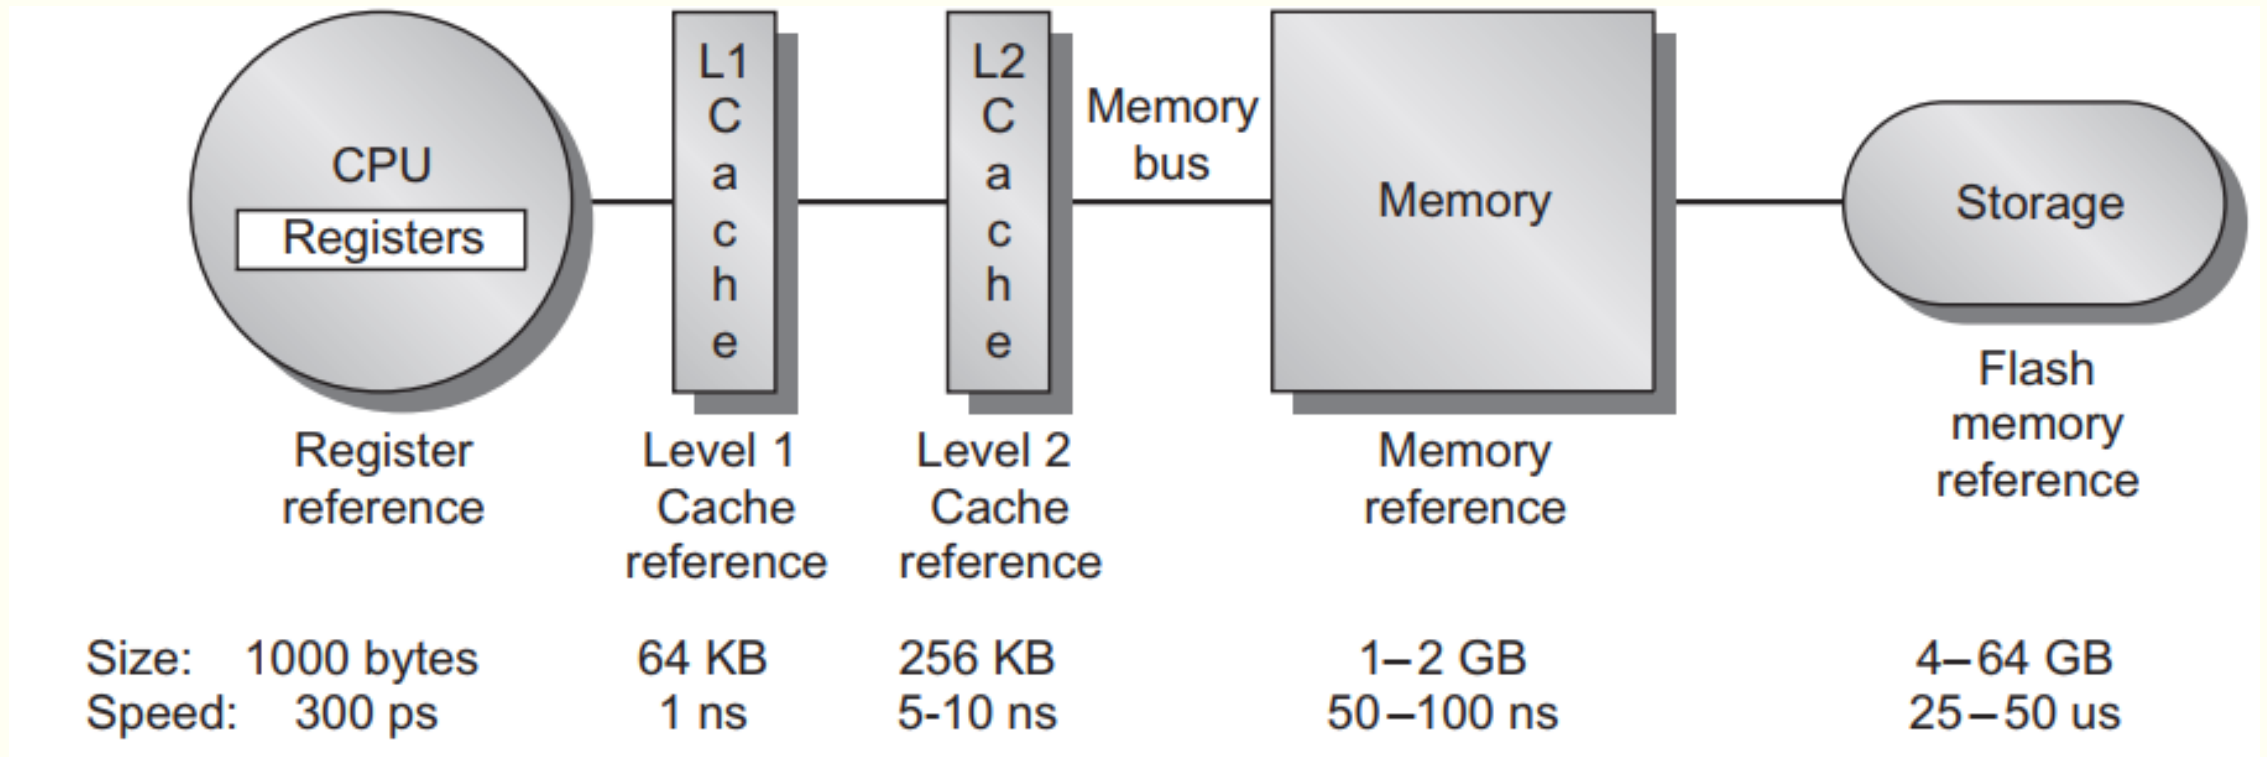 CPU
Registers
L1
C
a
c
h
e
L2
C
a
c
h
e
Memory
bus
Memory
Storage
Register
reference
Level 1
Cache
reference
Level 2
Cache
reference
Memory
reference
Flash
memory
reference
Size: 1000 bytes 64 KB 256 KB 1–2 GB 4–64 GB
Speed: 300 ps 1 ns 5-10 ns 50–100 ns 25–50 us